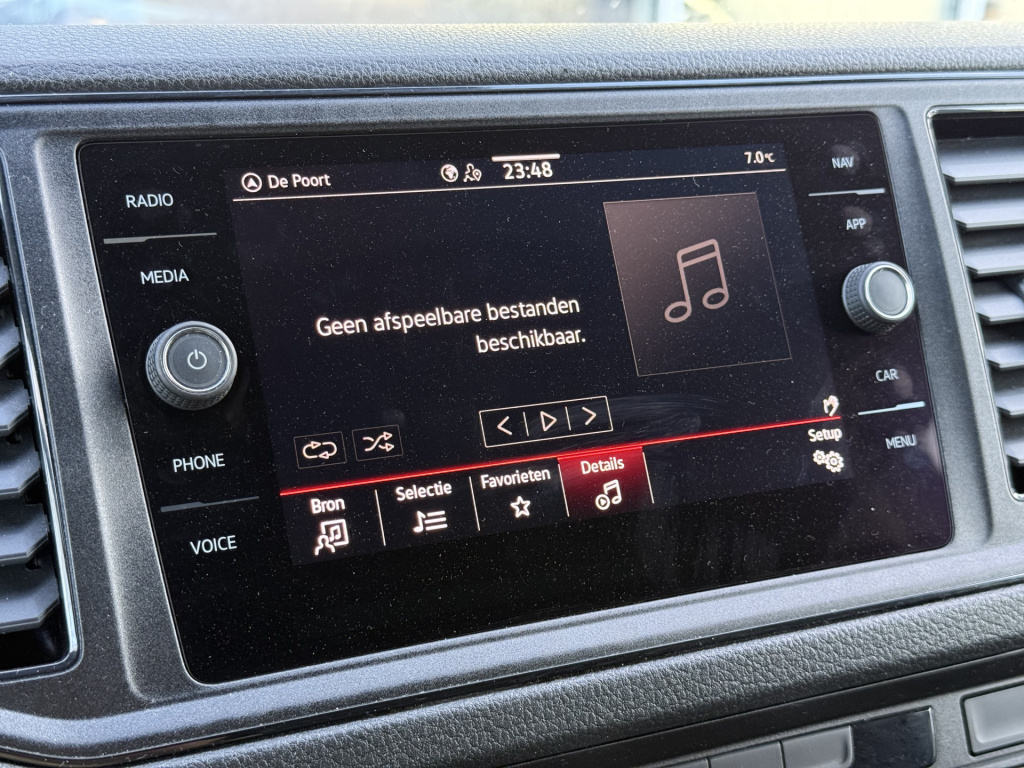 De Poort
23:48
7.0°C
RADIO
MEDIA
PHONE
VOICE
Geen afspeelbare bestanden
beschikbaar.
Bron
Selectie
Favorieten
Details
Setup
NAV
APP
CAR
MENU